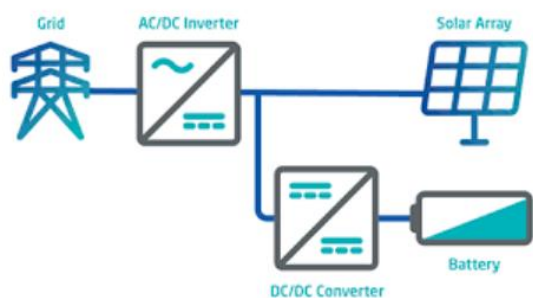 Grid
AC/DC Inverter
Solar Array
Battery
DC/DC Converter